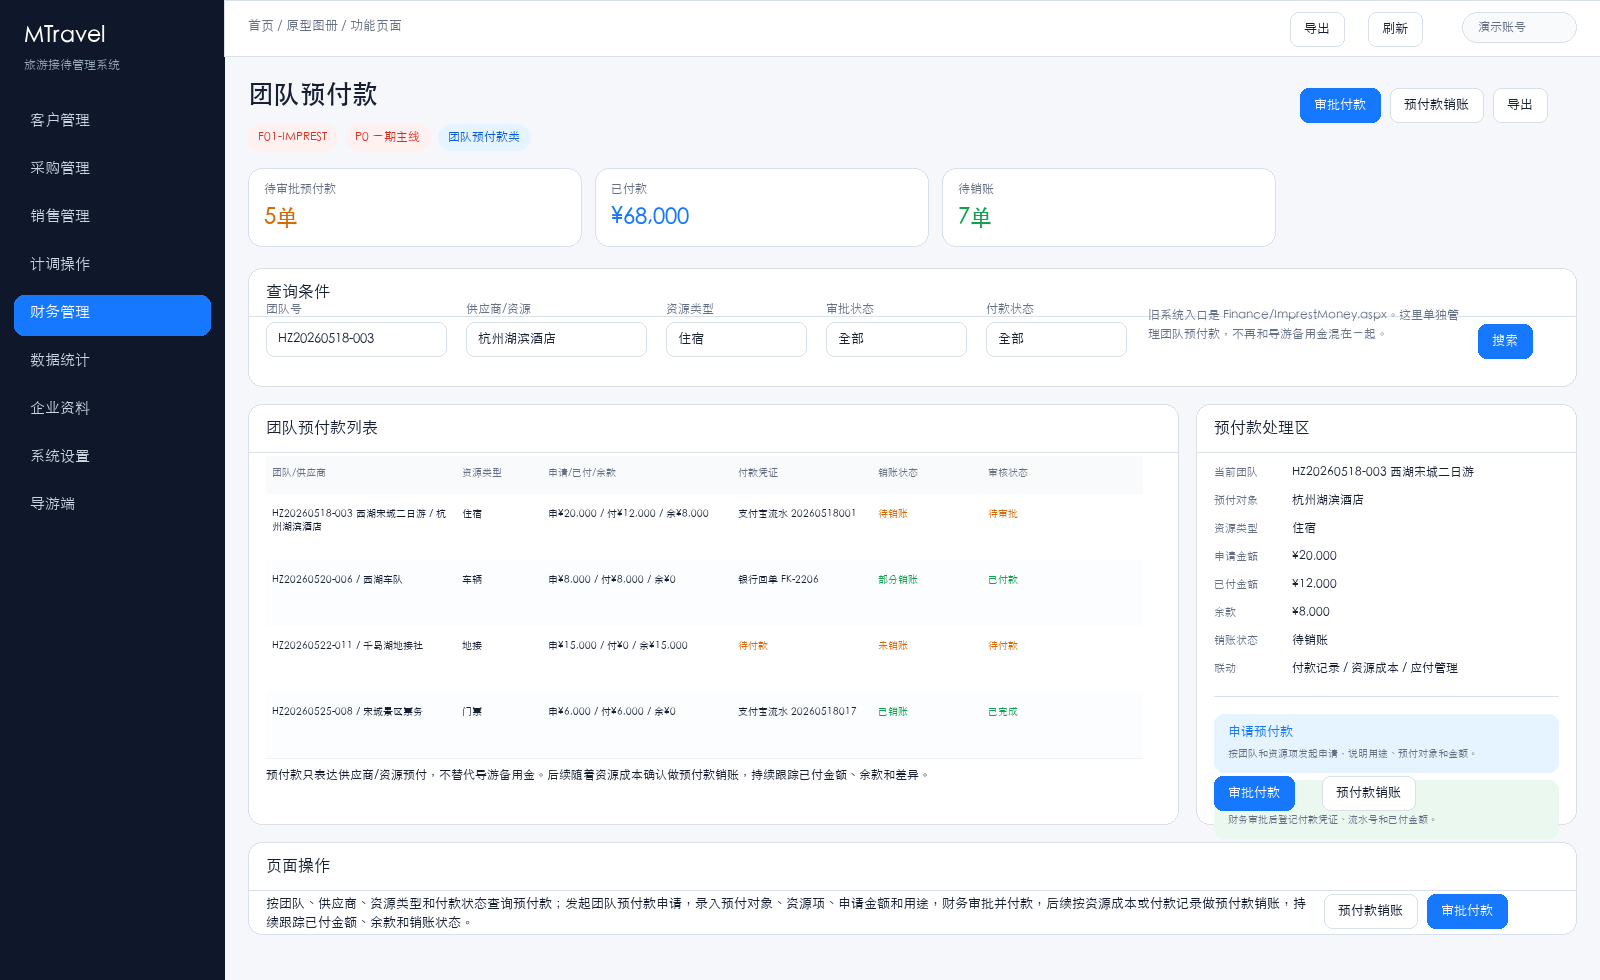 MTravel
旅游接待管理系统
客户管理
采购管理
销售管理
计调操作
财务管理
数据统计
企业资料
系统设置
导游端
首页 / 原型图册 / 功能页面
导出
刷新
演示账号
团队预付款
审批付款
预付款销账
导出
F01-IMPREST
P0 一期主线
团队预付款类
待审批预付款
5单
已付款
¥68,000
待销账
7单
查询条件
团队号
供应商/资源
资源类型
审批状态
付款状态
HZ20260518-003
杭州湖滨酒店
住宿
全部
全部
旧系统入口是 Finance/ImprestMoney.aspx。这里单独管
理团队预付款，不再和导游备用金混在一起。
搜索
团队预付款列表
团队/供应商
资源类型
申请/已付/余款
付款凭证
销账状态
审核状态
HZ20260518-003 西湖宋城二日游 / 杭
州湖滨酒店
住宿
申¥20,000 / 付¥12,000 / 余¥8,000
支付宝流水 20260518001
待销账
待审批
HZ20260520-006 / 西湖车队
车辆
申¥8,000 / 付¥8,000 / 余¥0
银行回单 FK-2206
部分销账
已付款
HZ20260522-011 / 千岛湖地接社
地接
申¥15,000 / 付¥0 / 余¥15,000
待付款
未销账
待付款
HZ20260525-008 / 宋城景区票务
门票
申¥6,000 / 付¥6,000 / 余¥0
支付宝流水 20260518017
已销账
已完成
预付款只表达供应商/资源预付，不替代导游备用金。后续随着资源成本确认做预付款销账，持续跟踪已付金额、余款和差异。
预付款处理区
当前团队
HZ20260518-003 西湖宋城二日游
预付对象
杭州湖滨酒店
资源类型
住宿
申请金额
¥20,000
已付金额
¥12,000
余款
¥8,000
销账状态
待销账
联动
付款记录 / 资源成本 / 应付管理
申请预付款
按团队和资源项发起申请，说明用途、预付对象和金额。
审批付款
预付款销账
财务审批后登记付款凭证、流水号和已付金额。
页面操作
按团队、供应商、资源类型和付款状态查询预付款；发起团队预付款申请，录入预付对象、资源项、申请金额和用途，财务审批并付款，后续按资源成本或付款记录做预付款销账，持
续跟踪已付金额、余款和销账状态。
预付款销账
审批付款